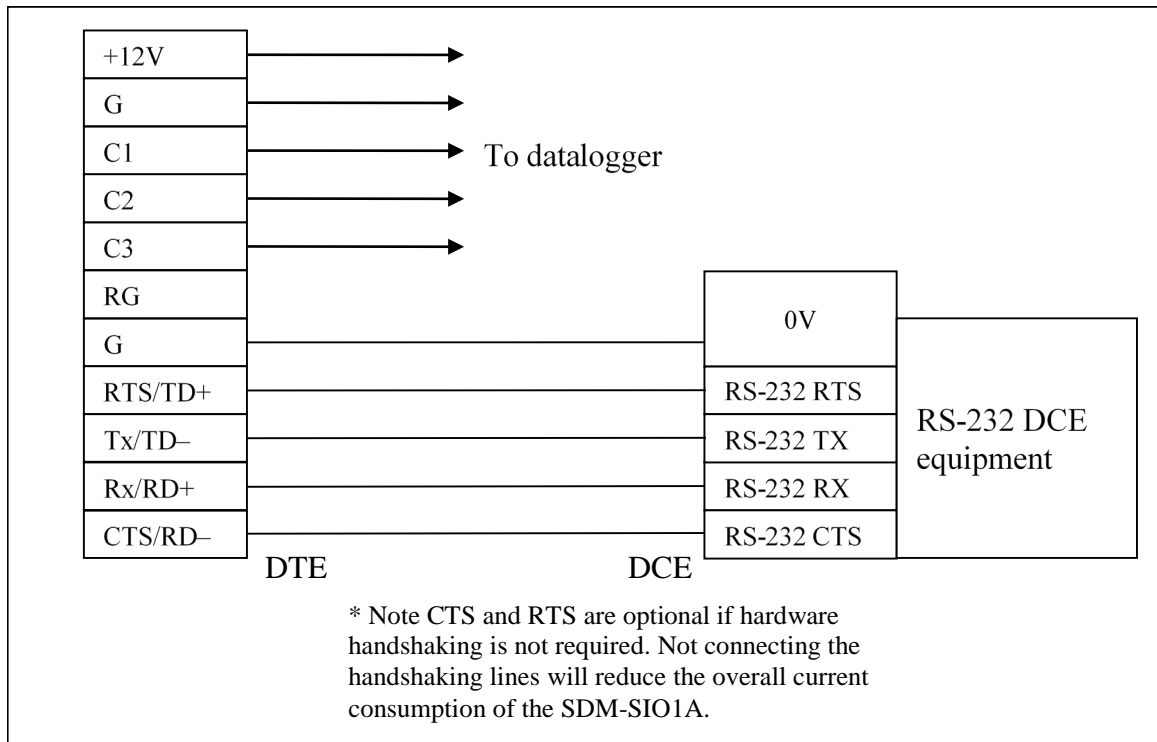 +12V
G
C1
C2
C3
To datalogger
RG
G
RTS/TD+
Tx/TD–
Rx/RD+
CTS/RD–
0V
RS-232 RTS
RS-232 TX
RS-232 RX
RS-232 CTS
RS-232 DCE
equipment
DTE
DCE
* Note CTS and RTS are optional if hardware
handshaking is not required. Not connecting the
handshaking lines will reduce the overall current
consumption of the SDM-SIO1A.